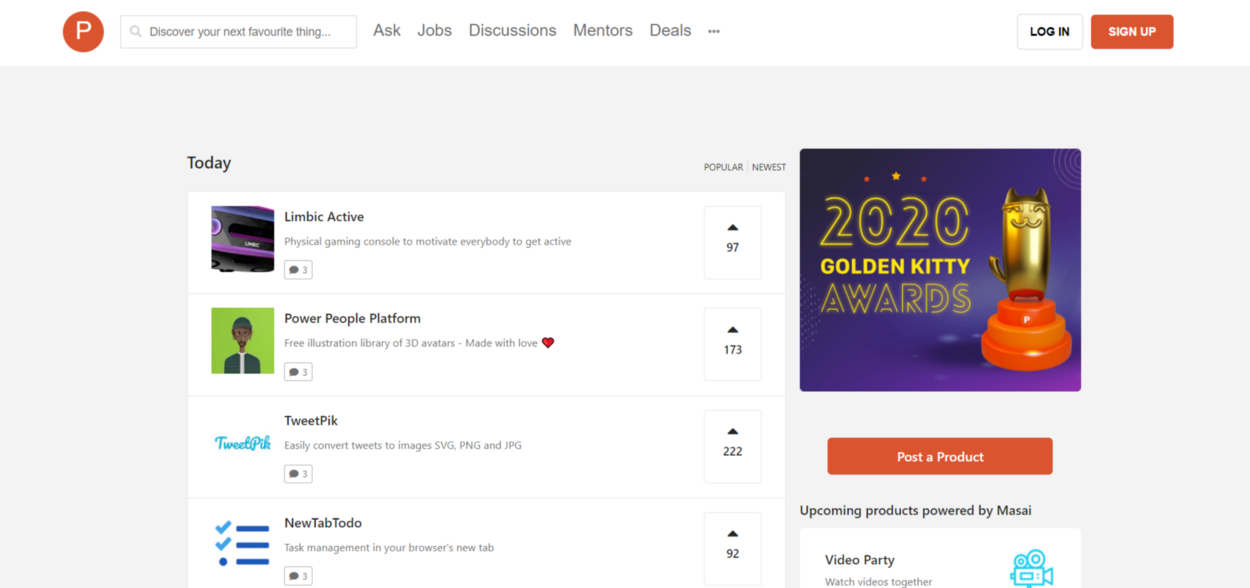 P
Discover your next favourite thing...
Ask Jobs Discussions Mentors Deals •••
LOG IN
SIGN UP
Today
POPULAR | NEWEST
LIMBIC
Limbic Active
Physical gaming console to motivate everybody to get active
3
97
Power People Platform
Free illustration library of 3D avatars - Made with love ❤
3
173
TweetPik
TweetPik
Easily convert tweets to images SVG, PNG and JPG
3
222
NewTabTodo
Task management in your browser's new tab
3
92
2020
GOLDEN KITTY
AWARDS
P
Post a Product
Upcoming products powered by Masai
Video Party
Watch videos together